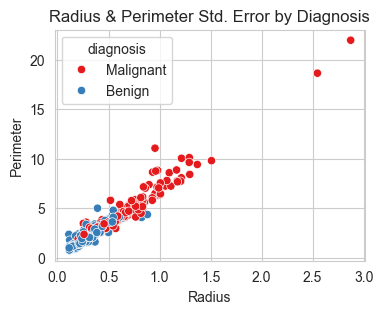 Radius & Perimeter Std. Error by Diagnosis
diagnosis
Malignant
Benign
Perimeter
20
15
10
5
0
0.0 0.5 1.0 1.5 2.0 2.5 3.0
Radius